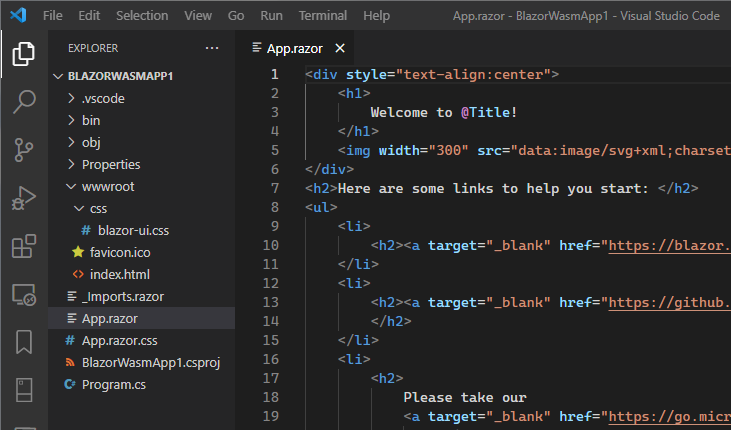 File Edit Selection View Go Run Terminal Help App.razor - BlazorWasmApp1 - Visual Studio Code
EXPLORER ...
BLAZORWASMAPP1
.vscode
bin
obj
Properties
wwwroot
css
# blazor-ui.css
favicon.ico
<> index.html
_Imports.razor
App.razor
# App.razor.css
BlazorWasmApp1.csproj
C# Program.cs
App.razor
1 <div style="text-align:center">
2 <h1>
3 Welcome to @Title!
4 </h1>
5 <img width="300" src="data:image/svg+xml;charset
6 </div>
7 <h2>Here are some links to help you start: </h2>
8 <ul>
9 <li>
10 <h2><a target="_blank" href="https://blazor.
11 </li>
12 <li>
13 <h2><a target="_blank" href="https://github.
14 </h2>
15 </li>
16 <li>
17 <h2>
18 Please take our
19 <a target="_blank" href="https://go.micr